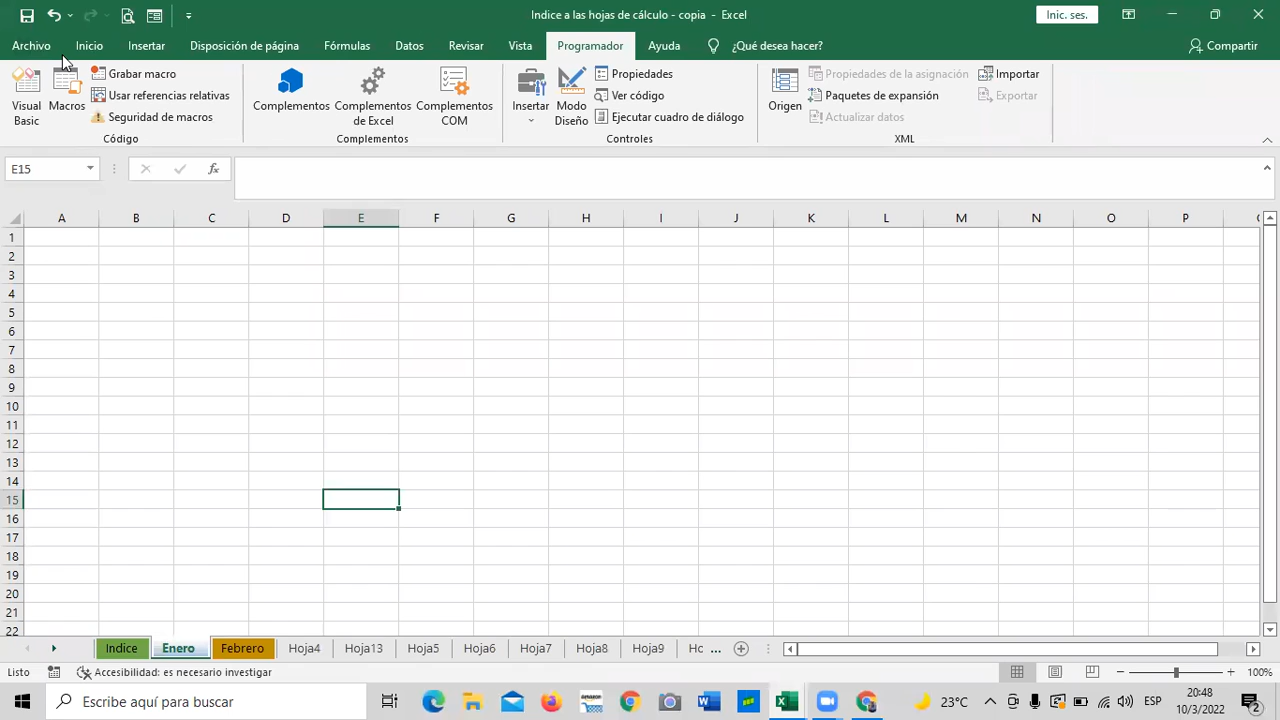 Indice a las hojas de cálculo - copia - Excel
Inic. ses.
Archivo Inicio Insertar Disposición de página Fórmulas Datos Revisar Vista Programador Ayuda ¿Qué desea hacer? Compartir
Visual Basic
Macros
Grabar macro
Usar referencias relativas
Seguridad de macros
Código
Complementos
Complementos de Excel
Complementos COM
Complementos
Insertar
Modo Diseño
Propiedades
Ver código
Ejecutar cuadro de diálogo
Controles
Origen
Propiedades de la asignación
Paquetes de expansión
Actualizar datos
Importar
Exportar
XML
E15
fx
A B C D E F G H I J K L M N O P
1
2
3
4
5
6
7
8
9
10
11
12
13
14
15
16
17
18
19
20
21
22
Indice Enero Febrero Hoja4 Hoja13 Hoja5 Hoja6 Hoja7 Hoja8 Hoja9 Ho ...
Listo Accesibilidad: es necesario investigar 100%
Escribe aquí para buscar
23°C
ESP
20:48
10/3/2022
2